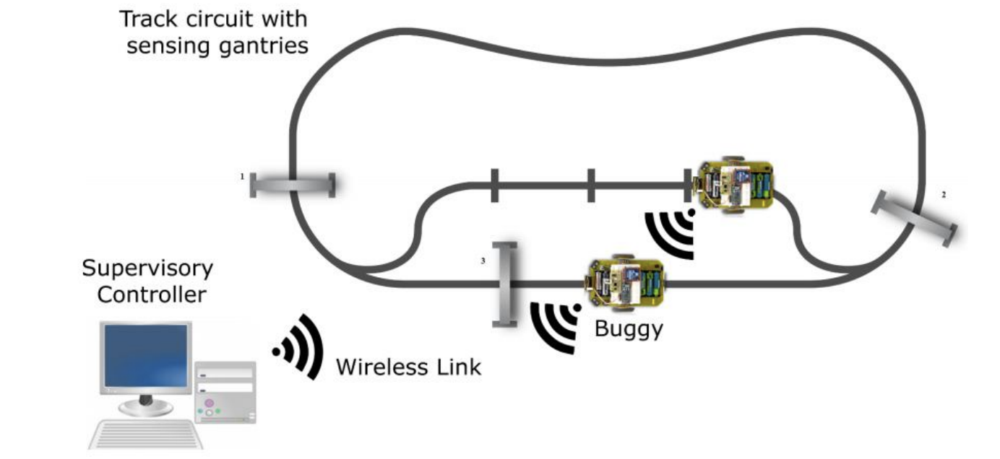 Track circuit with
sensing gantries
1
2
3
Supervisory
Controller
Buggy
Wireless Link